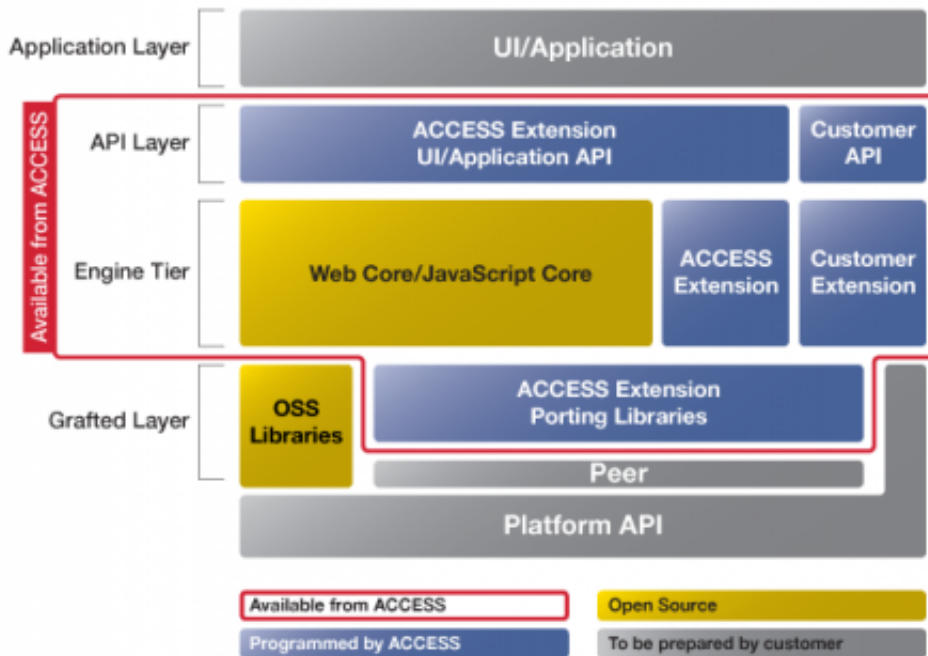 Application Layer
UI/Application
Available from ACCESS
API Layer
ACCESS Extension
UI/Application API
Customer
API
Engine Tier
Web Core/JavaScript Core
ACCESS
Extension
Customer
Extension
Grafted Layer
OSS
Libraries
ACCESS Extension
Porting Libraries
Peer
Platform API
Available from ACCESS
Open Source
Programmed by ACCESS
To be prepared by customer